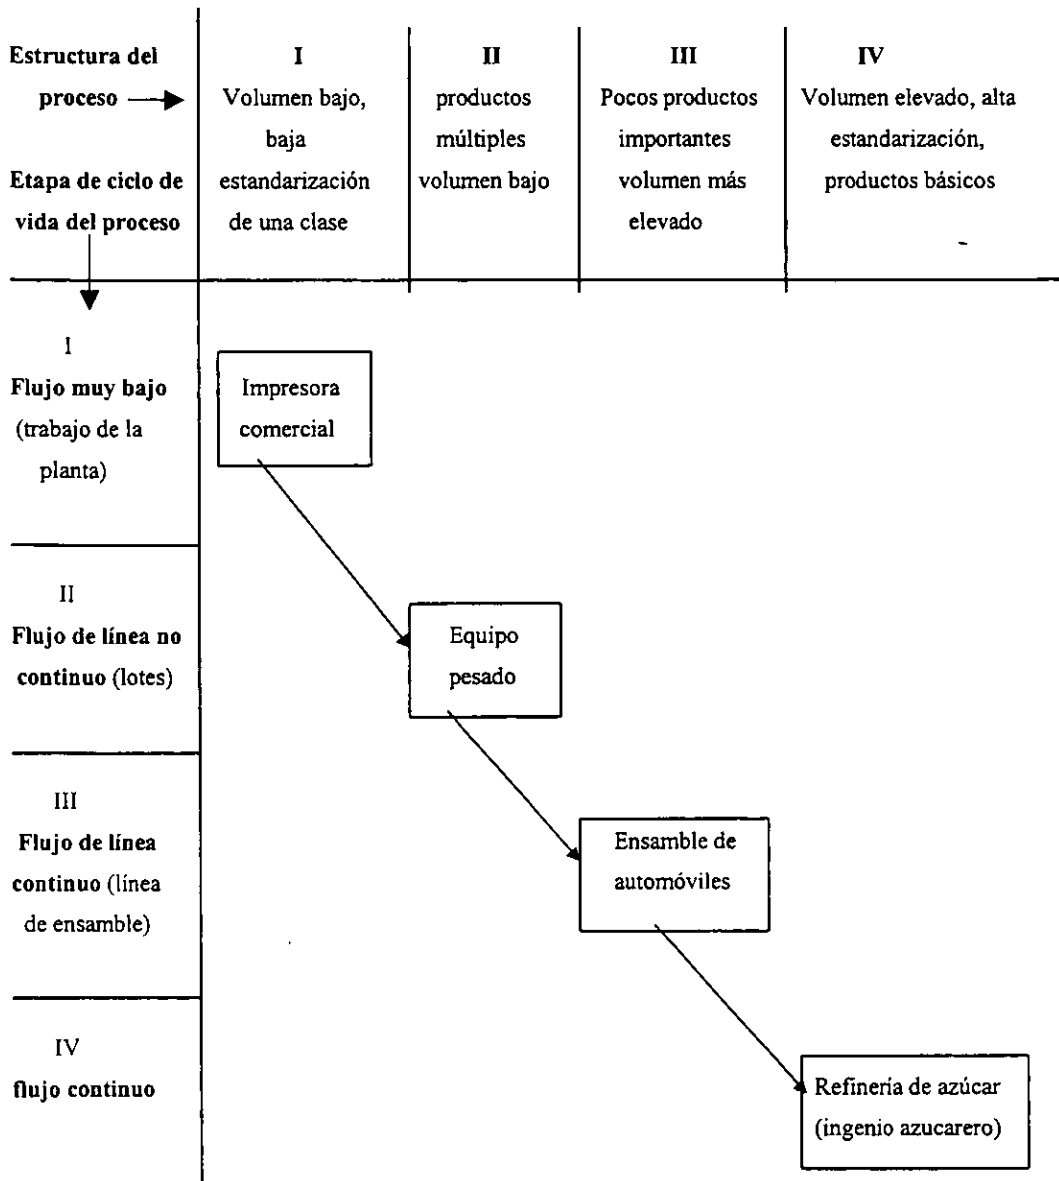 Estructura del
proceso
Etapa de ciclo de
vida del proceso
I
Volumen bajo,
baja
estandarización
de una clase
II
productos
múltiples
volumen bajo
III
Pocos productos
importantes
volumen más
elevado
IV
Volumen elevado, alta
estandarización,
productos básicos
I
Flujo muy bajo
(trabajo de la
planta)
Impresora
comercial
II
Flujo de línea no
continuo (lotes)
Equipo
pesado
III
Flujo de línea
continuo (línea
de ensamble)
Ensamble de
automóviles
IV
flujo continuo
Refinería de azúcar
(ingenio azucarero)